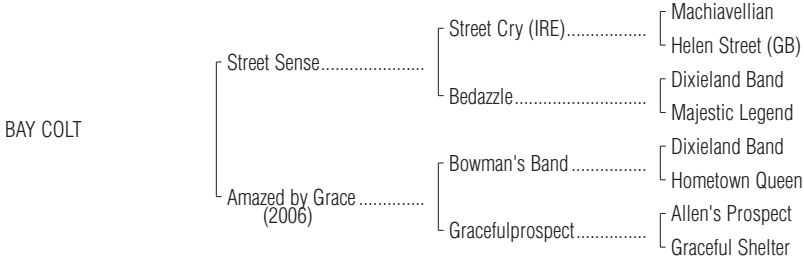 Machiavellian
Street Cry (IRE).................
Helen Street (GB)
Street Sense......................
Dixieland Band
Bedazzle...........................
Majestic Legend
BAY COLT
Dixieland Band
Bowman's Band................
Hometown Queen
Amazed by Grace ..............
(2006)
Allen's Prospect
Gracefulprospect...............
Graceful Shelter